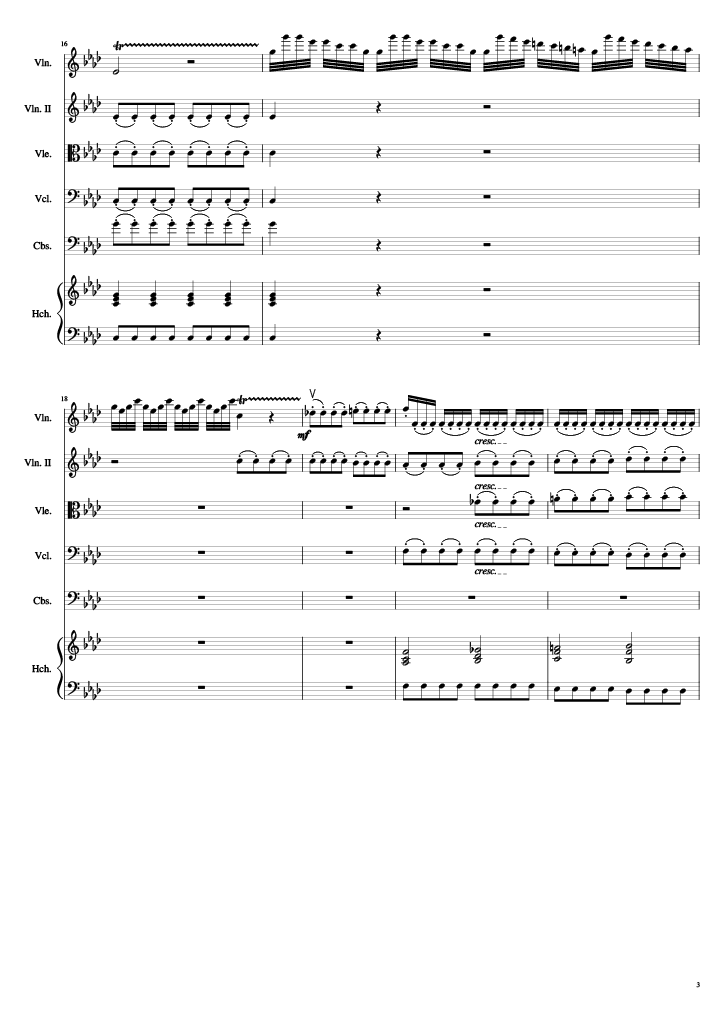 16
Vln.
Vln. II
Vle.
Vcl.
Cbs.
Hch.
18
Vln.
mf
cresc.
Vln. II
cresc.
Vle.
cresc.
Vcl.
cresc.
Cbs.
Hch.
3